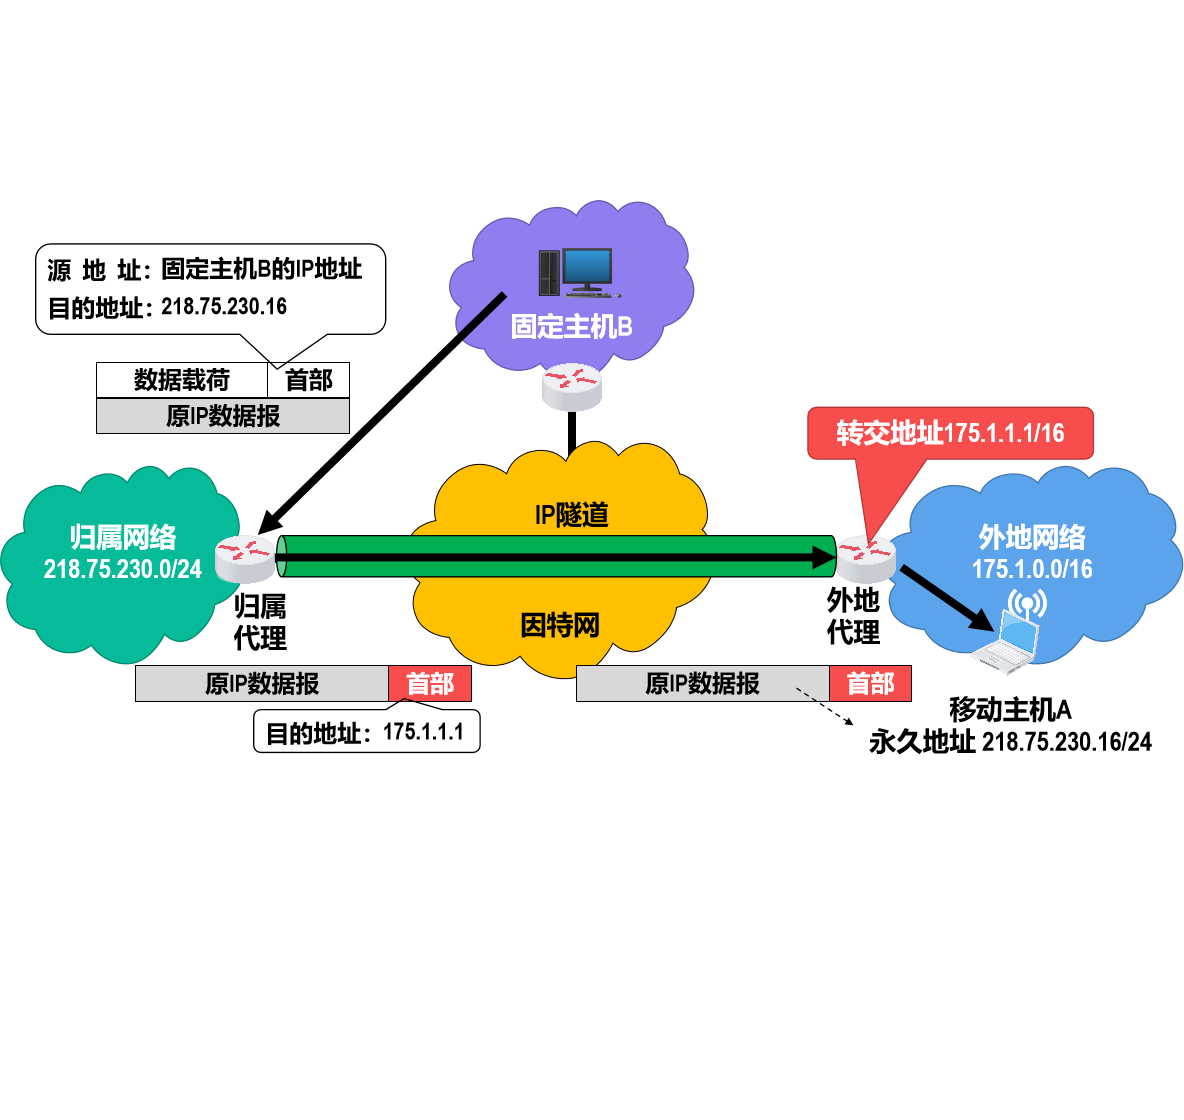 源 地 址：固定主机B的IP地址
目的地址：218.75.230.16
数据载荷 首部
原IP数据报
固定主机B
转交地址175.1.1.1/16
归属网络
218.75.230.0/24
IP隧道
外地网络
175.1.0.0/16
归属
代理
因特网
外地
代理
原IP数据报 首部
原IP数据报 首部
目的地址：175.1.1.1
移动主机A
永久地址 218.75.230.16/24